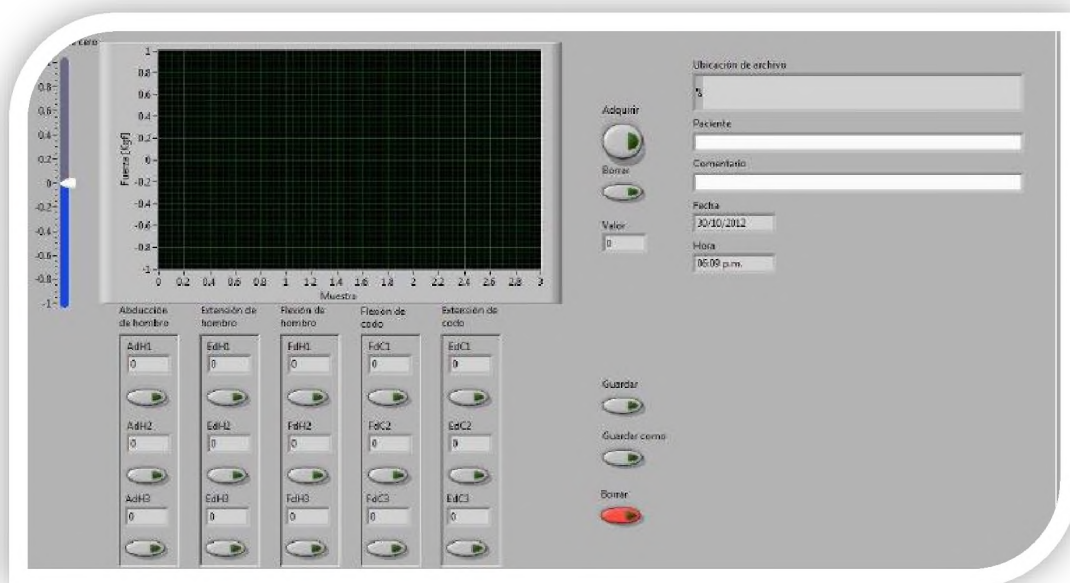 cero
1
0.8
0.6
0.4
0.2
0
-0.2
-0.4
-0.6
-0.8
-1
Fuerza [Kgf]
1
0.8
0.6
0.4
0.2
0
-0.2
-0.4
-0.6
-0.8
-1
0 0.2 0.4 0.6 0.8 1 1.2 1.4 1.6 1.8 2 2.2 2.4 2.6 2.8 3
Muestra
Adquirir
Borrar
Valor
0
Ubicación de archivo
%
Paciente
Comentario
Fecha
30/10/2012
Hora
06:09 p.m.
Abducción de hombro
Extensión de hombro
Flexión de hombro
Flexión de codo
Extensión de codo
AdH1 EdH1 FdH1 FdC1 EdC1
0 0 0 0 0
AdH2 EdH2 FdH2 FdC2 EdC2
0 0 0 0 0
AdH3 EdH3 FdH3 FdC3 EdC3
0 0 0 0 0
Guardar
Guardar como
Borrar